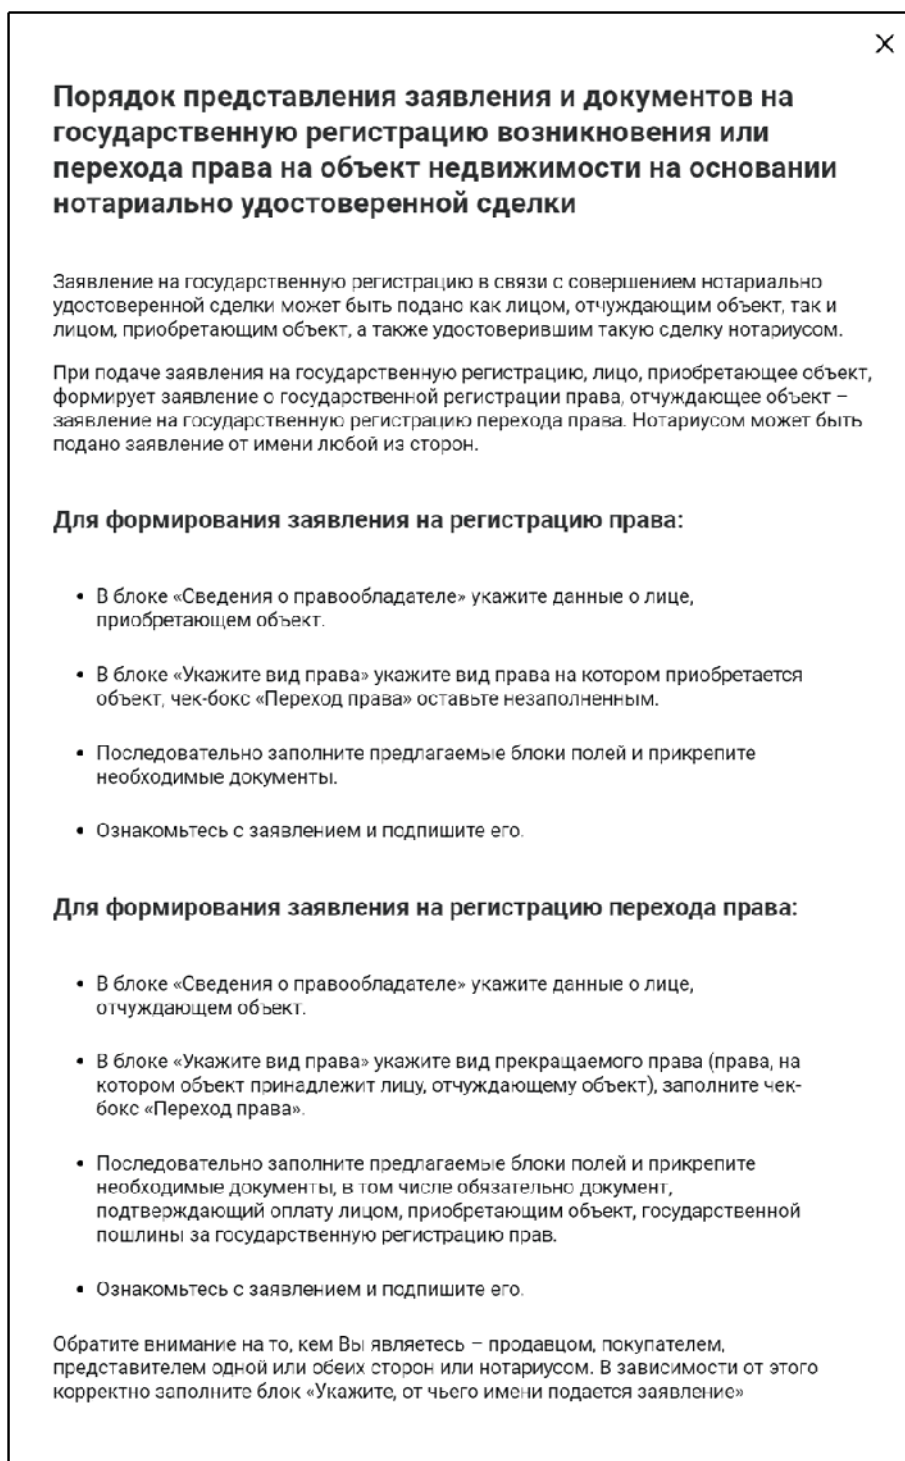 Порядок представления заявления и документов на
государственную регистрацию возникновения или
перехода права на объект недвижимости на основании
нотариально удостоверенной сделки
Заявление на государственную регистрацию в связи с совершением нотариально
удостоверенной сделки может быть подано как лицом, отчуждающим объект, так и
лицом, приобретающим объект, а также удостоверившим такую сделку нотариусом.
При подаче заявления на государственную регистрацию, лицо, приобретающее объект,
формирует заявление о государственной регистрации права, отчуждающее объект –
заявление на государственную регистрацию перехода права. Нотариусом может быть
подано заявление от имени любой из сторон.
Для формирования заявления на регистрацию права:
• В блоке «Сведения о правообладателе» укажите данные о лице,
приобретающем объект.
• В блоке «Укажите вид права» укажите вид права на котором приобретается
объект, чек-бокс «Переход права» оставьте незаполненным.
• Последовательно заполните предлагаемые блоки полей и прикрепите
необходимые документы.
• Ознакомьтесь с заявлением и подпишите его.
Для формирования заявления на регистрацию перехода права:
• В блоке «Сведения о правообладателе» укажите данные о лице,
отчуждающем объект.
• В блоке «Укажите вид права» укажите вид прекращаемого права (права, на
котором объект принадлежит лицу, отчуждающему объект), заполните чек-
бокс «Переход права».
• Последовательно заполните предлагаемые блоки полей и прикрепите
необходимые документы, в том числе обязательно документ,
подтверждающий оплату лицом, приобретающим объект, государственной
пошлины за государственную регистрацию прав.
• Ознакомьтесь с заявлением и подпишите его.
Обратите внимание на то, кем Вы являетесь – продавцом, покупателем,
представителем одной или обеих сторон или нотариусом. В зависимости от этого
корректно заполните блок «Укажите, от чьего имени подается заявление»